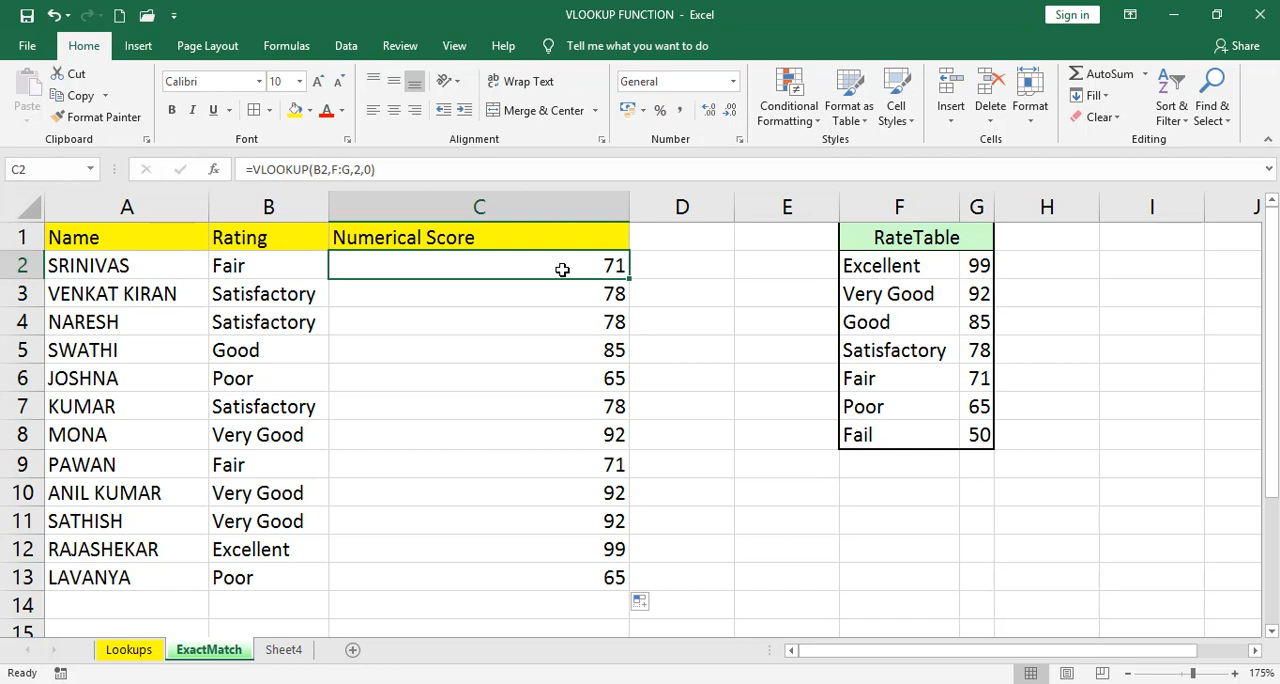 VLOOKUP FUNCTION - Excel
Sign in
File Home Insert Page Layout Formulas Data Review View Help Tell me what you want to do Share
Paste
Cut
Copy
Format Painter
Clipboard
Calibri 10
B I U A
Font
Wrap Text
Merge & Center
Alignment
General
% ,
Number
Conditional Formatting
Format as Table
Cell Styles
Styles
Insert
Delete
Format
Cells
AutoSum
Fill
Clear
Sort & Filter
Find & Select
Editing
C2 fx =VLOOKUP(B2,F:G,2,0)
A B C D E F G H I J
1 Name Rating Numerical Score RateTable
2 SRINIVAS Fair 71 Excellent 99
3 VENKAT KIRAN Satisfactory 78 Very Good 92
4 NARESH Satisfactory 78 Good 85
5 SWATHI Good 85 Satisfactory 78
6 JOSHNA Poor 65 Fair 71
7 KUMAR Satisfactory 78 Poor 65
8 MONA Very Good 92 Fail 50
9 PAWAN Fair 71
10 ANIL KUMAR Very Good 92
11 SATHISH Very Good 92
12 RAJASHEKAR Excellent 99
13 LAVANYA Poor 65
14
15
Lookups ExactMatch Sheet4
Ready 175%